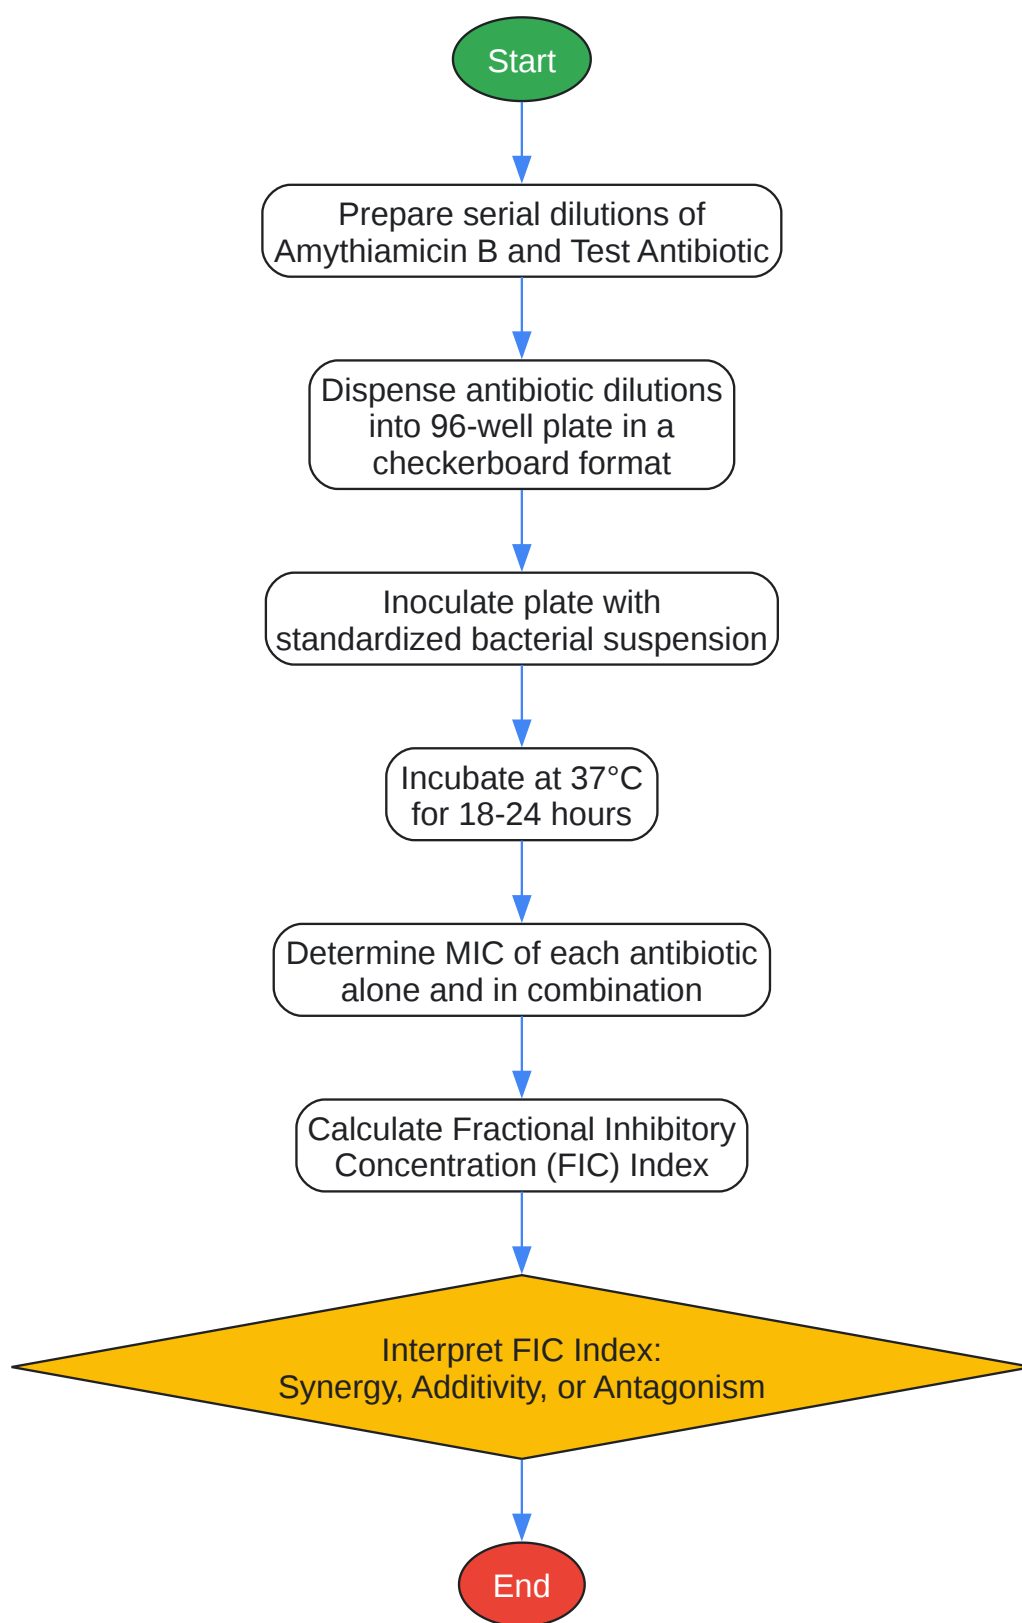 Start
Prepare serial dilutions of
Amythiamicin B and Test Antibiotic
Dispense antibiotic dilutions
into 96-well plate in a
checkerboard format
Inoculate plate with
standardized bacterial suspension
Incubate at 37°C
for 18-24 hours
Determine MIC of each antibiotic
alone and in combination
Calculate Fractional Inhibitory
Concentration (FIC) Index
Interpret FIC Index:
Synergy, Additivity, or Antagonism
End